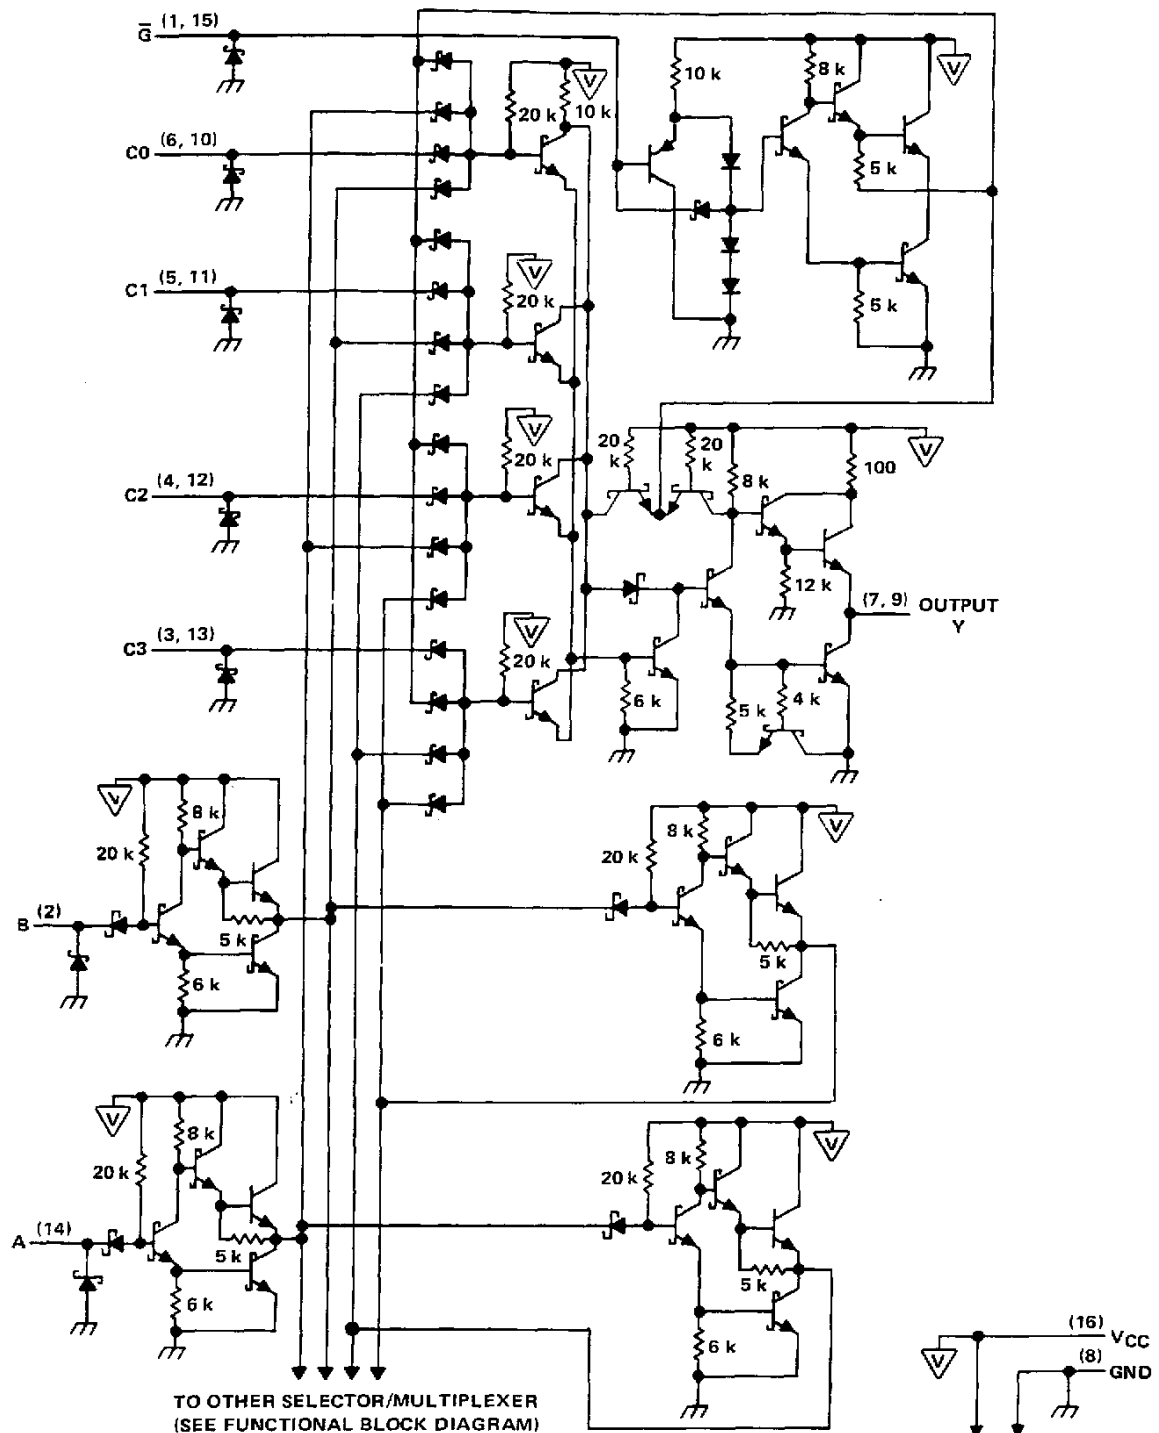 G̅ (1, 15)
C0 (6, 10)
C1 (5, 11)
C2 (4, 12)
C3 (3, 13)
20 k
10 k
V
20 k
V
20 k
V
20 k
V
10 k
8 k
V
5 k
5 k
20 k
20 k
8 k
100
V
12 k
(7, 9) OUTPUT Y
6 k
5 k
4 k
B (2)
V
20 k
8 k
5 k
6 k
20 k
8 k
V
5 k
6 k
A (14)
V
20 k
8 k
5 k
6 k
20 k
8 k
V
5 k
6 k
TO OTHER SELECTOR/MULTIPLEXER
(SEE FUNCTIONAL BLOCK DIAGRAM)
V
(16) VCC
(8) GND